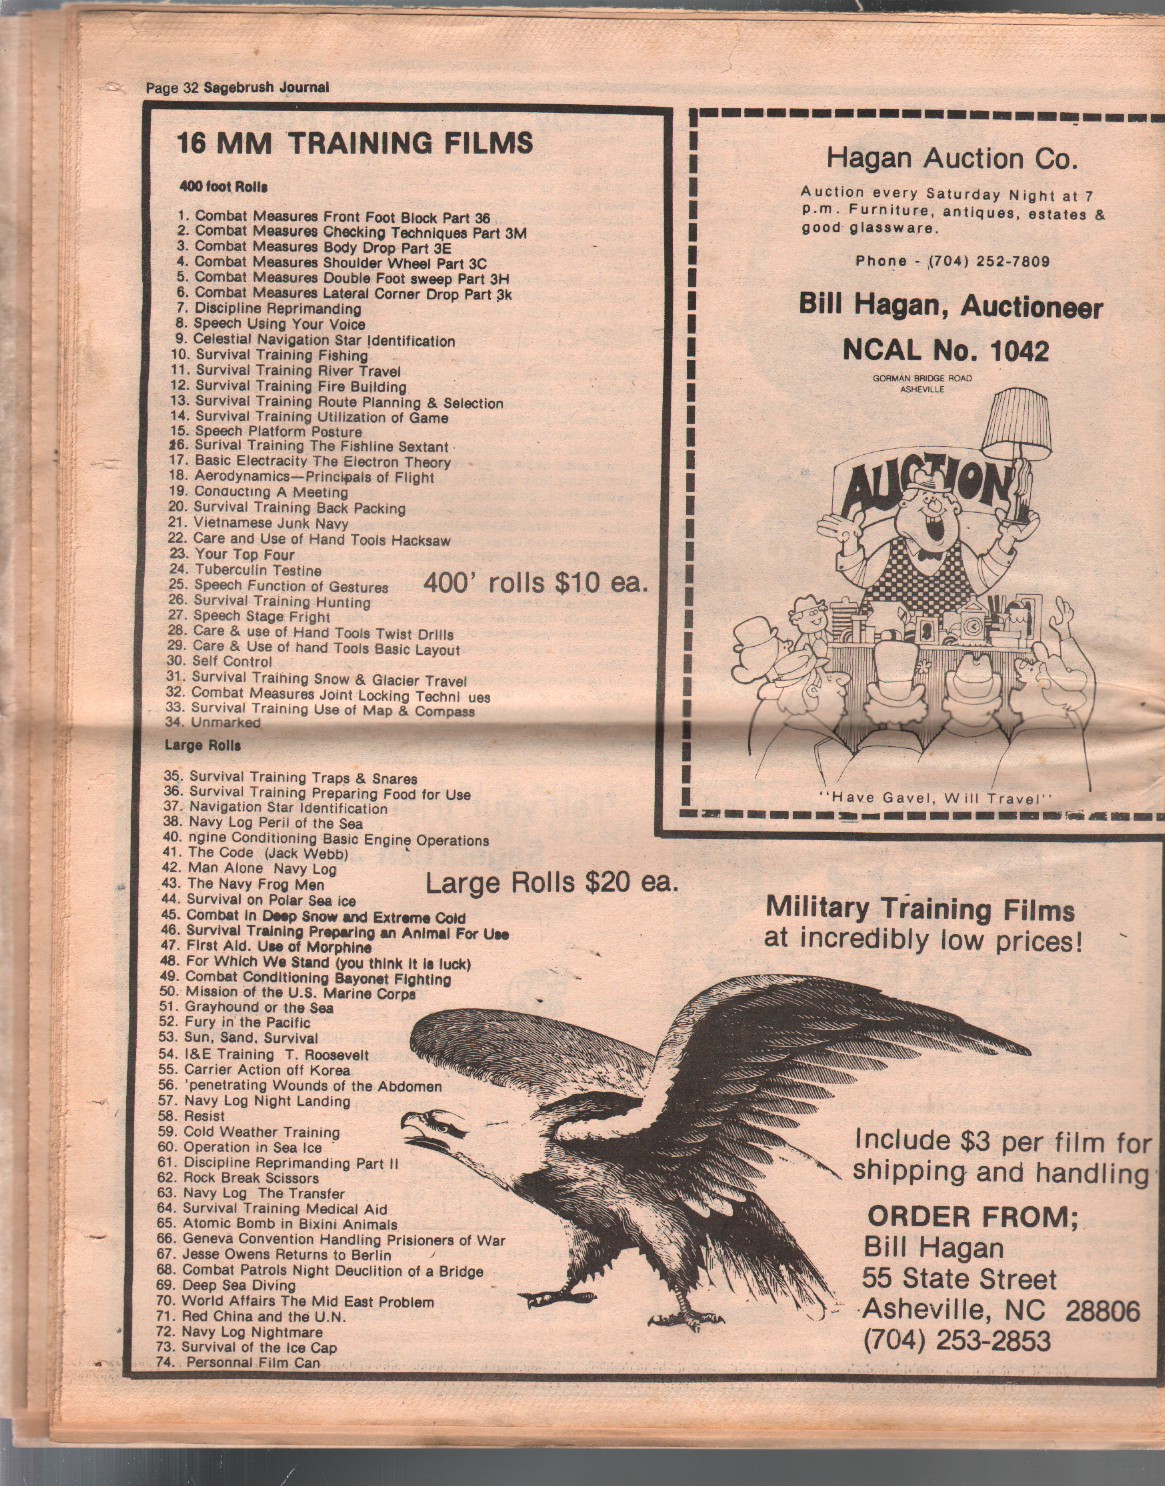 Page 32 Sagebrush Journal
16 MM TRAINING FILMS
400 foot Rolls
1. Combat Measures Front Foot Block Part 36
2. Combat Measures Checking Techniques Part 3M
3. Combat Measures Body Drop Part 3E
4. Combat Measures Shoulder Wheel Part 3C
5. Combat Measures Double Foot sweep Part 3H
6. Combat Measures Lateral Corner Drop Part 3k
7. Discipline Reprimanding
8. Speech Using Your Voice
9. Celestial Navigation Star Identification
10. Survival Training Fishing
11. Survival Training River Travel
12. Survival Training Fire Building
13. Survival Training Route Planning & Selection
14. Survival Training Utilization of Game
15. Speech Platform Posture
16. Surival Training The Fishline Sextant
17. Basic Electracity The Electron Theory
18. Aerodynamics—Principals of Flight
19. Conducting A Meeting
20. Survival Training Back Packing
21. Vietnamese Junk Navy
22. Care and Use of Hand Tools Hacksaw
23. Your Top Four
24. Tuberculin Testine
25. Speech Function of Gestures
26. Survival Training Hunting
27. Speech Stage Fright
28. Care & use of Hand Tools Twist Drills
29. Care & Use of hand Tools Basic Layout
30. Self Control
31. Survival Traihing Snow & Glacier Travel
32. Combat Measures Joint Locking Techni ues
33. Survival Training Use of Map & Compass
34. Unmarked
400' rolls $10 ea.
Large Rolls
35. Survival Training Traps & Snares
36. Survival Training Preparing Food for Use
37. Navigation Star Identification
38. Navy Log Peril of the Sea
40. ngine Conditioning Basic Engine Operations
41. The Code (Jack Webb)
42. Man Alone Navy Log
43. The Navy Frog Men
44. Survival on Polar Sea ice
45. Combat in Deep Snow and Extreme Cold
46. Survival Training Preparing an Animal For Use
47. First Aid. Use of Morphine
48. For Which We Stand (you think it is luck)
49. Combat Conditioning Bayonet Fighting
50. Mission of the U.S. Marine Corps
51. Grayhound or the Sea
52. Fury in the Pacific
53. Sun, Sand, Survival
54. I&E Training T. Roosevelt
55. Carrier Action off Korea
56. 'penetrating Wounds of the Abdomen
57. Navy Log Night Landing
58. Resist
59. Cold Weather Training
60. Operation in Sea Ice
61. Discipline Reprimanding Part II
62. Rock Break Scissors
63. Navy Log The Transfer
64. Survival Training Medical Aid
65. Atomic Bomb in Bixini Animals
66. Geneva Convention Handling Prisioners of War
67. Jesse Owens Returns to Berlin
68. Combat Patrols Night Deuclition of a Bridge
69. Deep Sea Diving
70. World Affairs The Mid East Problem
71. Red China and the U.N.
72. Navy Log Nightmare
73. Survival of the Ice Cap
74. Personnal Film Can
Large Rolls $20 ea.
Hagan Auction Co.
Auction every Saturday Night at 7
p.m. Furniture, antiques, estates &
good glassware.
Phone - (704) 252-7809
Bill Hagan, Auctioneer
NCAL No. 1042
GORMAN BRIDGE ROAD
ASHEVILLE
AUCTION
"Have Gavel, Will Travel"
Military Training Films
at incredibly low prices!
Include $3 per film for
shipping and handling
ORDER FROM;
Bill Hagan
55 State Street
Asheville, NC 28806
(704) 253-2853